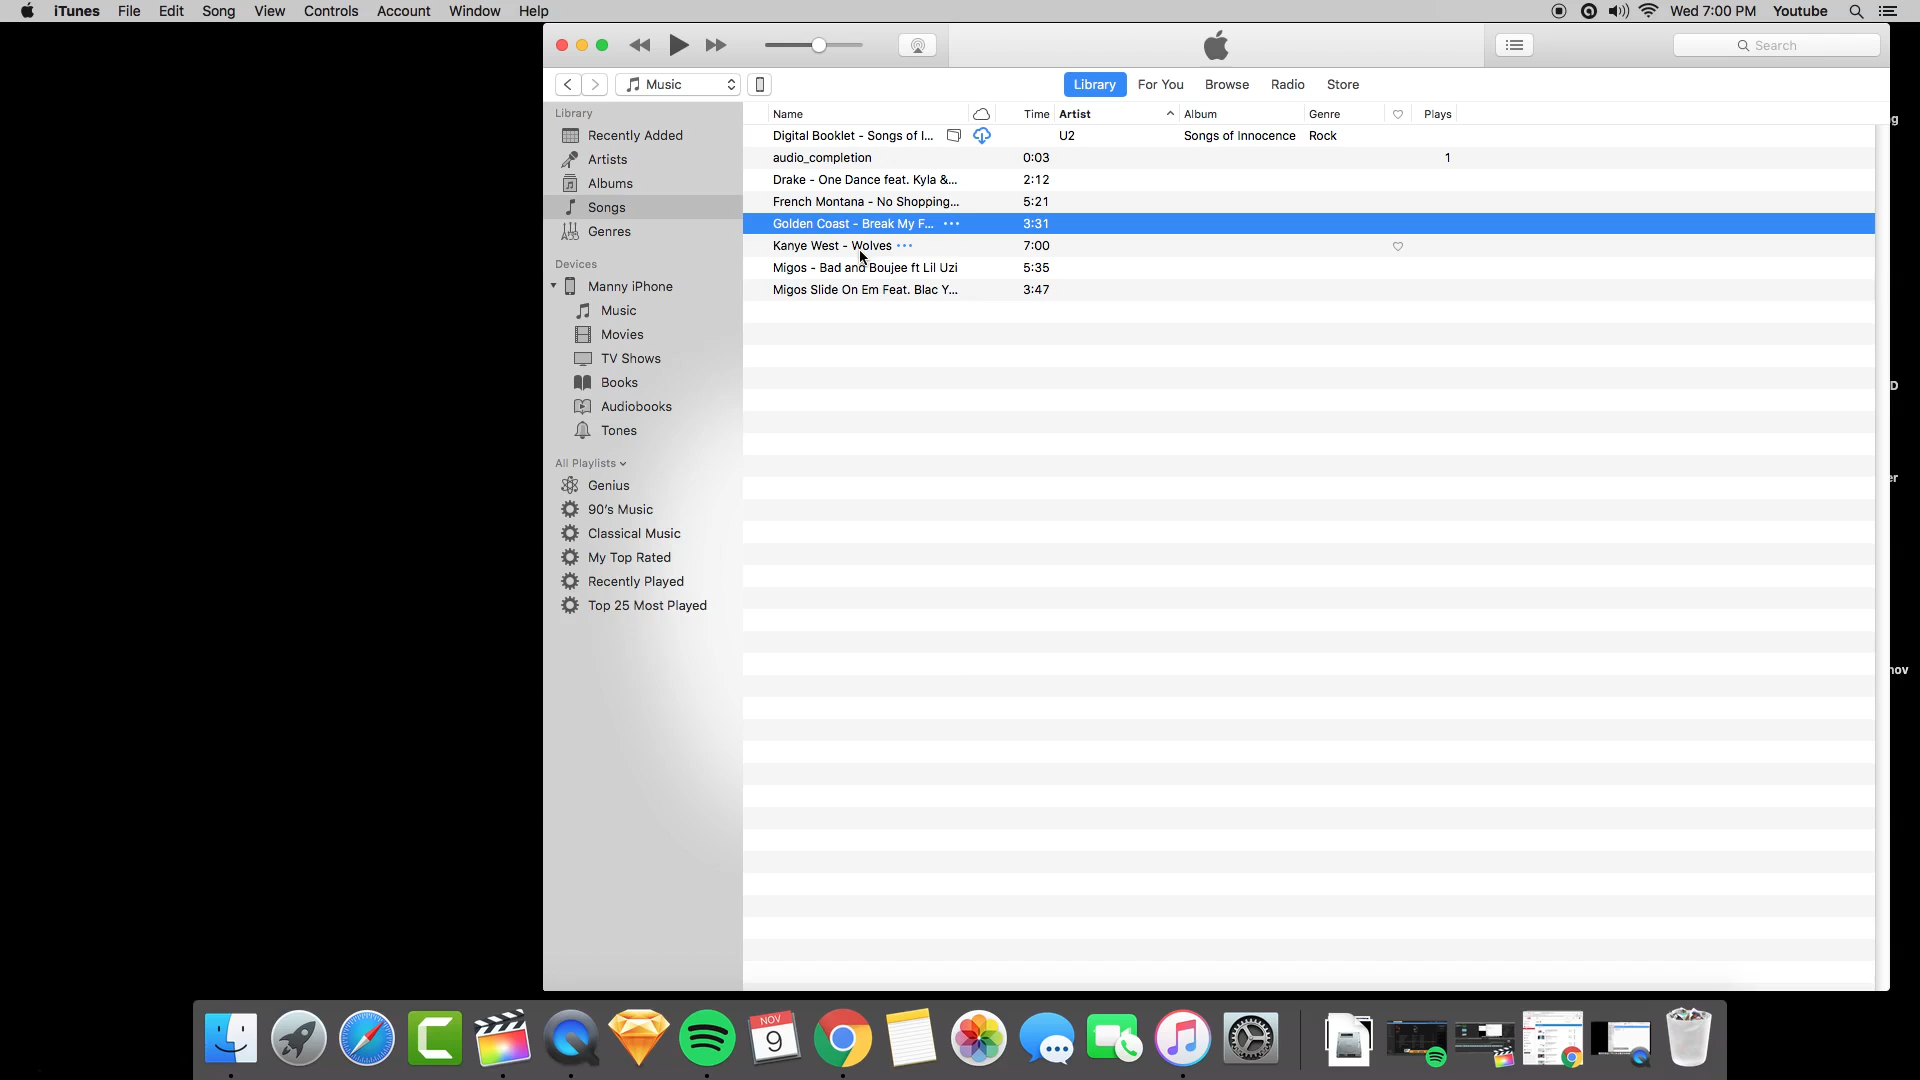 iTunes File Edit Song View Controls Account Window Help Wed 7:00 PM Youtube
Search
Music Library For You Browse Radio Store
Library
Recently Added
Artists
Albums
Songs
Genres
Devices
Manny iPhone
Music
Movies
TV Shows
Books
Audiobooks
Tones
All Playlists
Genius
90's Music
Classical Music
My Top Rated
Recently Played
Top 25 Most Played
Name Time Artist Album Genre Plays
Digital Booklet - Songs of I... U2 Songs of Innocence Rock
audio_completion 0:03 1
Drake - One Dance feat. Kyla &... 2:12
French Montana - No Shopping... 5:21
Golden Coast - Break My F... 3:31
Kanye West - Wolves 7:00
Migos - Bad and Boujee ft Lil Uzi 5:35
Migos Slide On Em Feat. Blac Y... 3:47
NOV
9